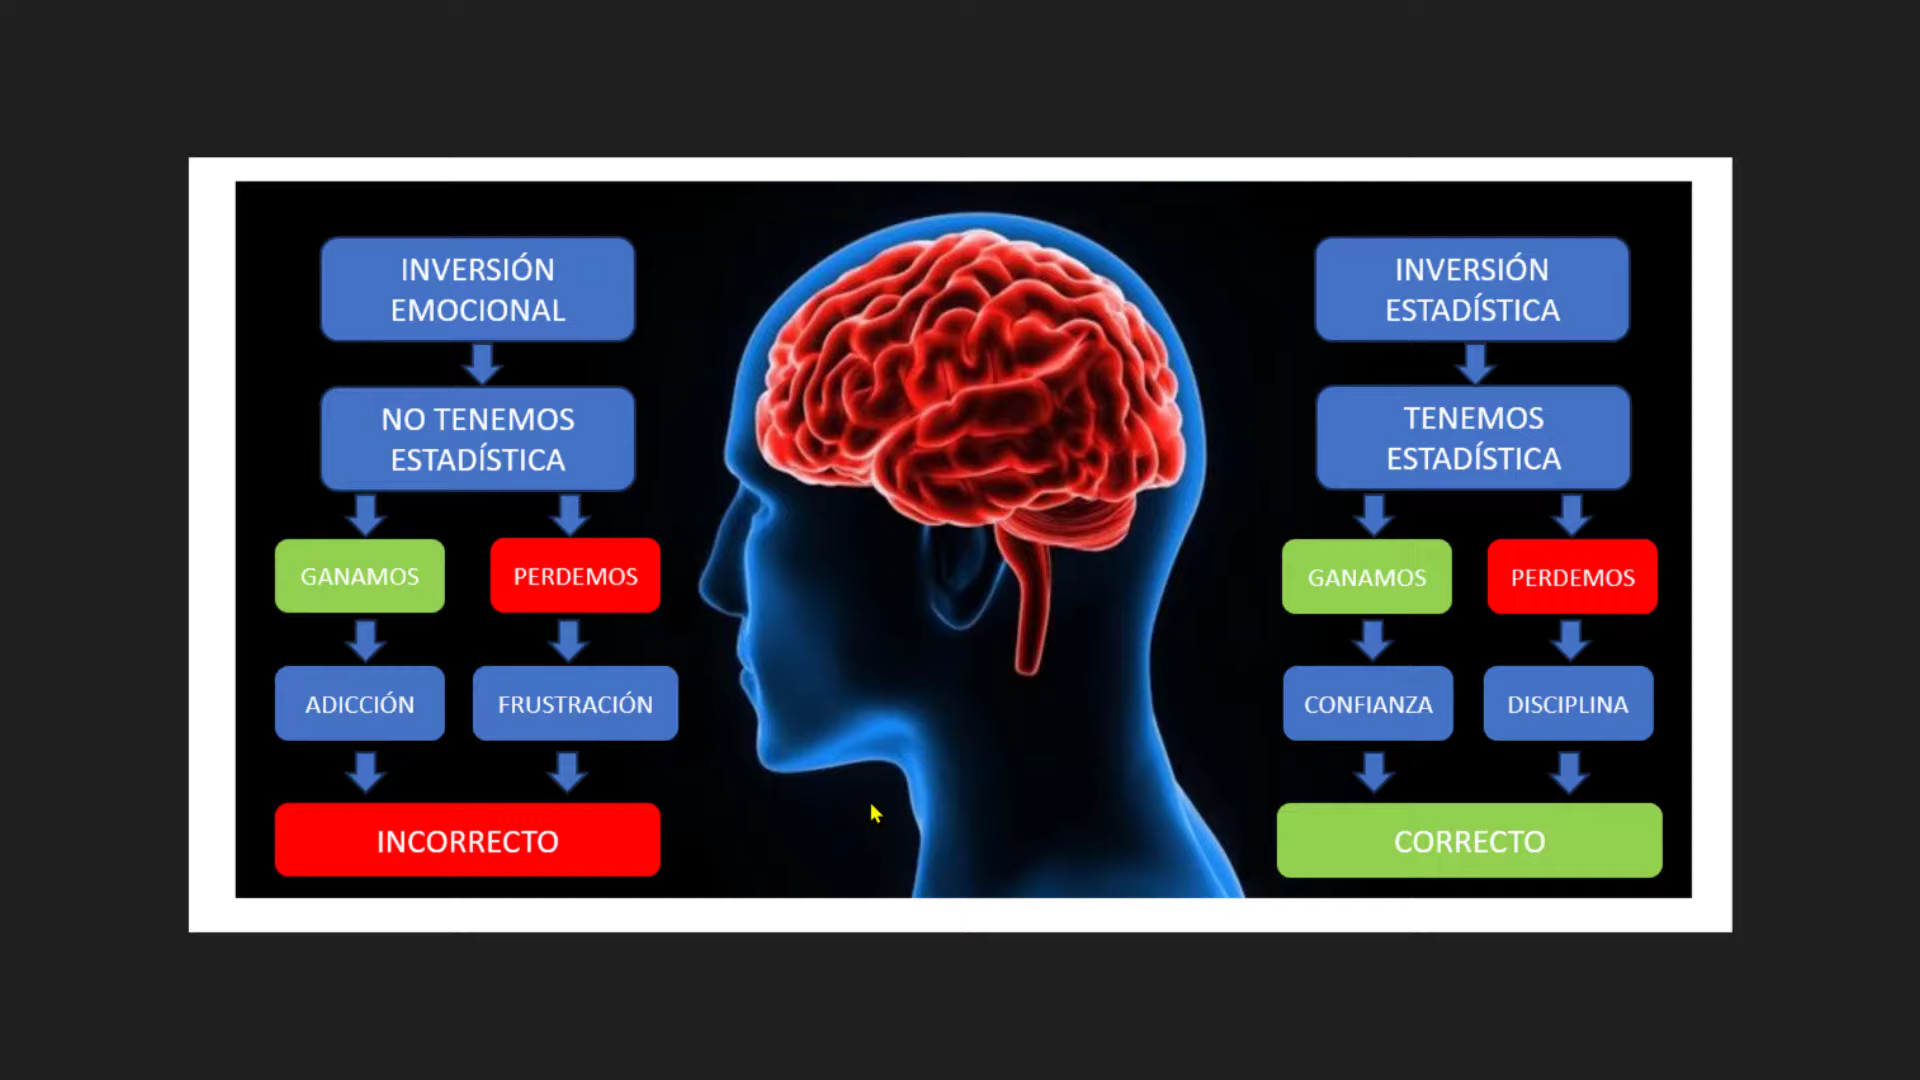 INVERSIÓN
EMOCIONAL
NO TENEMOS
ESTADÍSTICA
GANAMOS
PERDEMOS
ADICCIÓN
FRUSTRACIÓN
INCORRECTO
INVERSIÓN
ESTADÍSTICA
TENEMOS
ESTADÍSTICA
GANAMOS
PERDEMOS
CONFIANZA
DISCIPLINA
CORRECTO